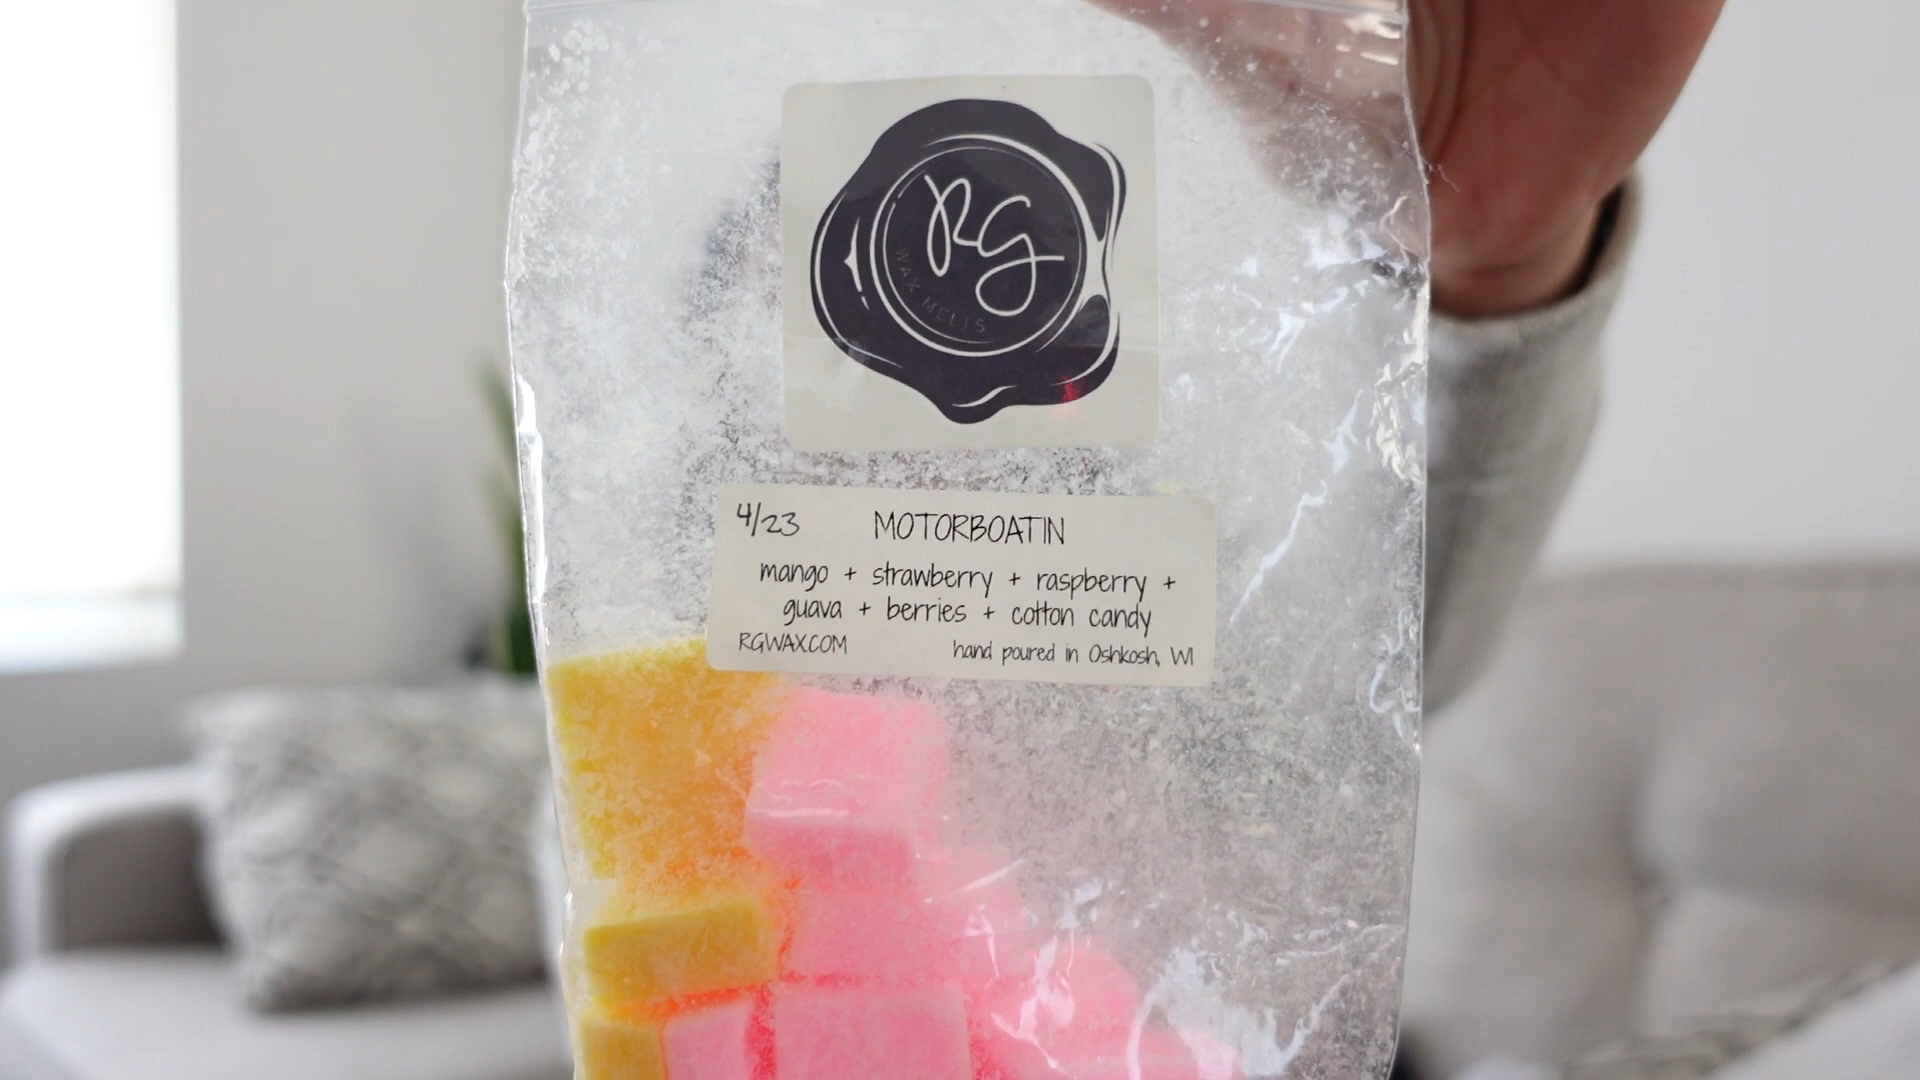 RG
WAX MELTS
4/23 MOTORBOATIN
mango + strawberry + raspberry +
guava + berries + cotton candy
RGWAX.COM hand poured in Oshkosh, WI